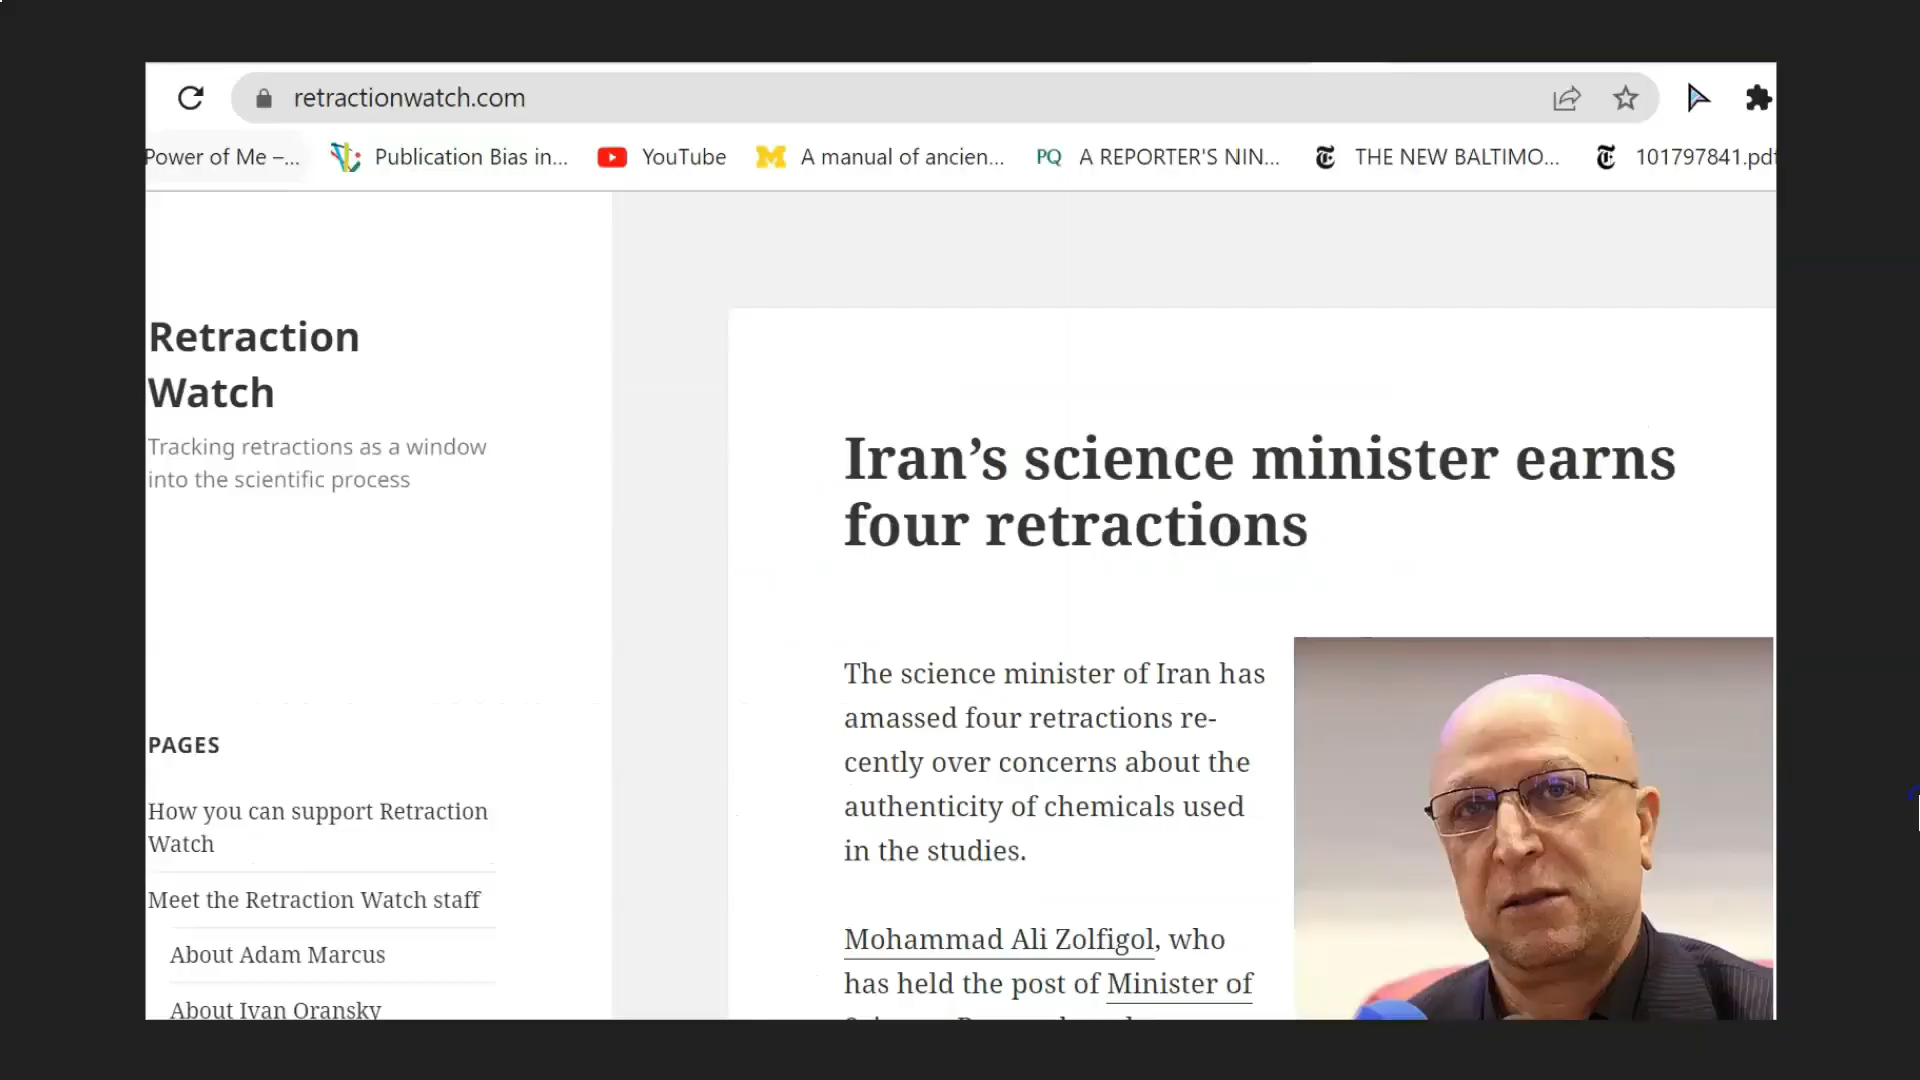 retractionwatch.com
Power of Me –... Publication Bias in... YouTube A manual of ancien... PQ A REPORTER'S NIN... THE NEW BALTIMO... 101797841.pdf
Retraction
Watch
Tracking retractions as a window
into the scientific process
PAGES
How you can support Retraction
Watch
Meet the Retraction Watch staff
About Adam Marcus
About Ivan Oransky
Iran’s science minister earns
four retractions
The science minister of Iran has
amassed four retractions re-
cently over concerns about the
authenticity of chemicals used
in the studies.
Mohammad Ali Zolfigol, who
has held the post of Minister of